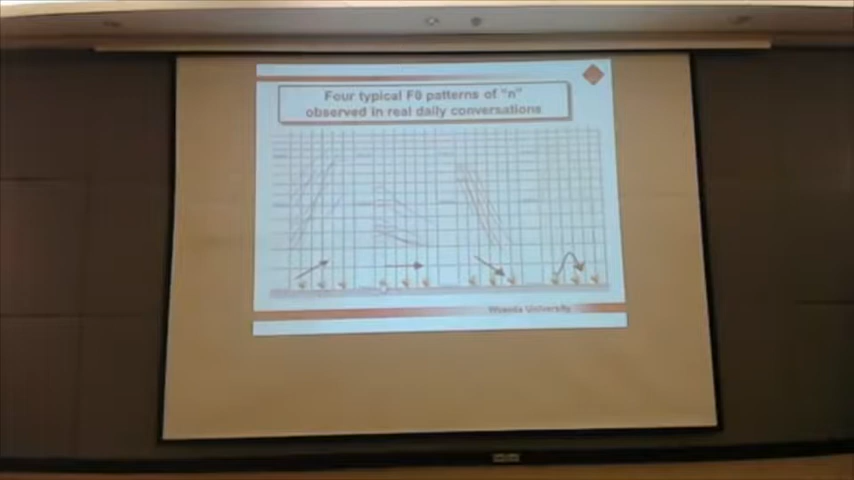 Four typical F0 patterns of "n"
observed in real daily conversations
Waseda University